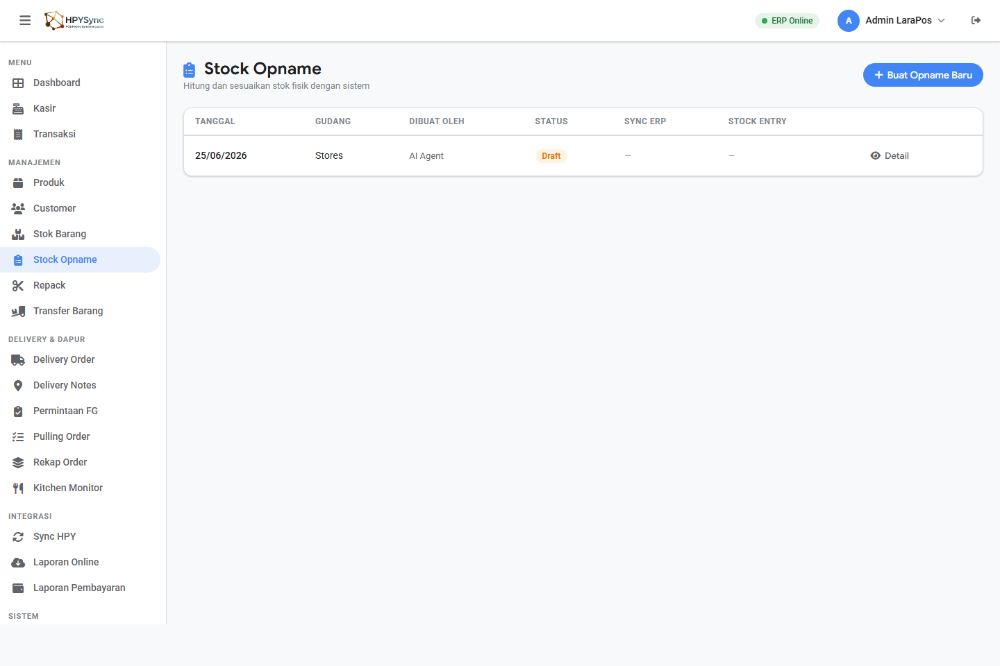 HPYSync
ERP Online
A
Admin LaraPos
MENU
Dashboard
Kasir
Transaksi
MANAJEMEN
Produk
Customer
Stok Barang
Stock Opname
Repack
Transfer Barang
DELIVERY & DAPUR
Delivery Order
Delivery Notes
Permintaan FG
Pulling Order
Rekap Order
Kitchen Monitor
INTEGRASI
Sync HPY
Laporan Online
Laporan Pembayaran
SISTEM
Stock Opname
Hitung dan sesuaikan stok fisik dengan sistem
Buat Opname Baru
TANGGAL GUDANG DIBUAT OLEH STATUS SYNC ERP STOCK ENTRY
25/06/2026 Stores AI Agent Draft — — Detail